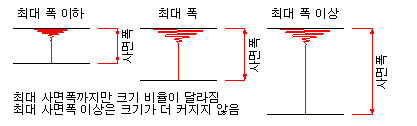 최대 폭 이하
최대 폭
최대 폭 이상
사면폭
사면폭
사면폭
최대 사면폭까지만 크기 비율이 달라짐
최대 사면폭 이상은 크기가 더 커지지 않음